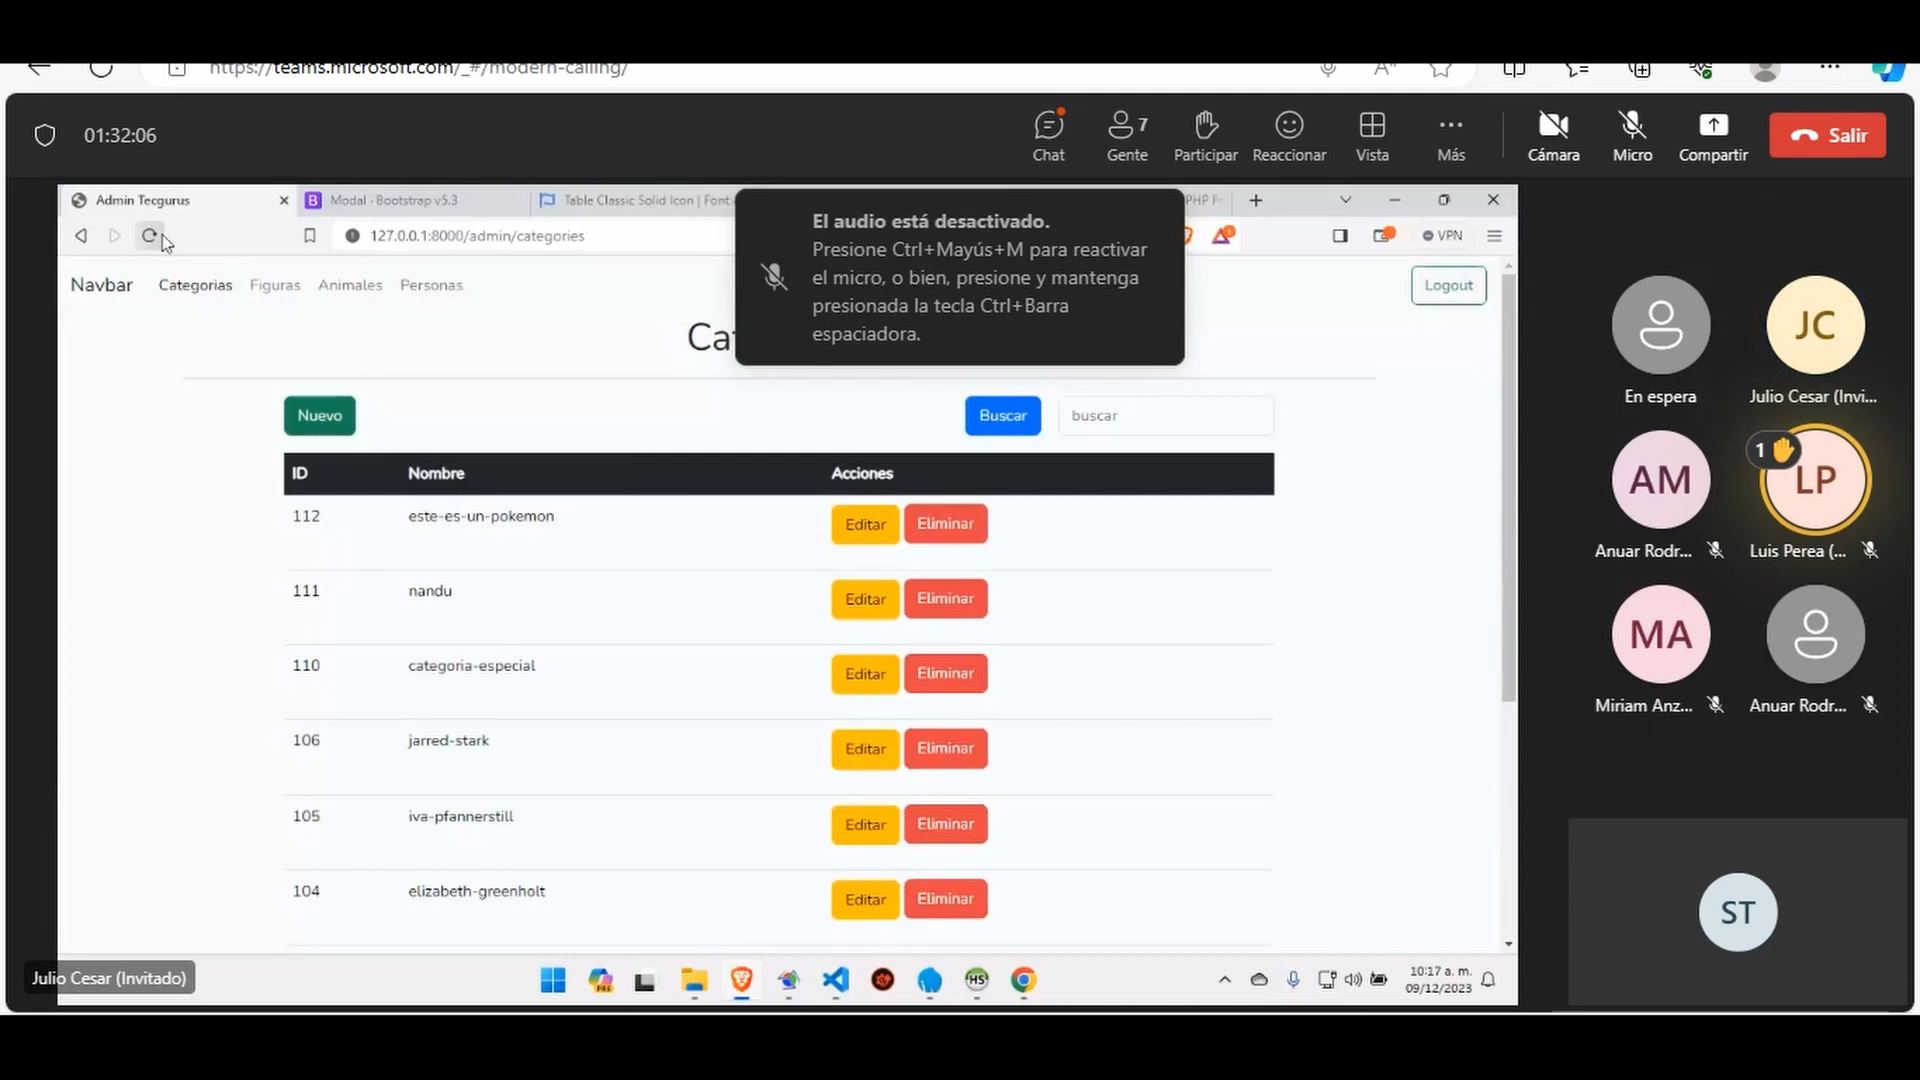 https://teams.microsoft.com/_#/modern-calling/
01:32:06
Chat
7
Gente
Participar
Reaccionar
Vista
Más
Cámara
Micro
Compartir
Salir
Admin Tecgurus
Modal · Bootstrap v5.3
Table Classic Solid Icon | Font
PHP Fr
127.0.0.1:8000/admin/categories
VPN
El audio está desactivado.
Presione Ctrl+Mayús+M para reactivar
el micro, o bien, presione y mantenga
presionada la tecla Ctrl+Barra
espaciadora.
Navbar
Categorias
Figuras
Animales
Personas
Logout
Cat
Nuevo
Buscar
buscar
ID
Nombre
Acciones
112
este-es-un-pokemon
Editar
Eliminar
111
nandu
Editar
Eliminar
110
categoria-especial
Editar
Eliminar
106
jarred-stark
Editar
Eliminar
105
iva-pfannerstill
Editar
Eliminar
104
elizabeth-greenholt
Editar
Eliminar
En espera
JC
Julio Cesar (Invi...
AM
Anuar Rodr...
1
LP
Luis Perea (...
MA
Miriam Anz...
Anuar Rodr...
ST
Julio Cesar (Invitado)
PRE
HS
10:17 a. m.
09/12/2023